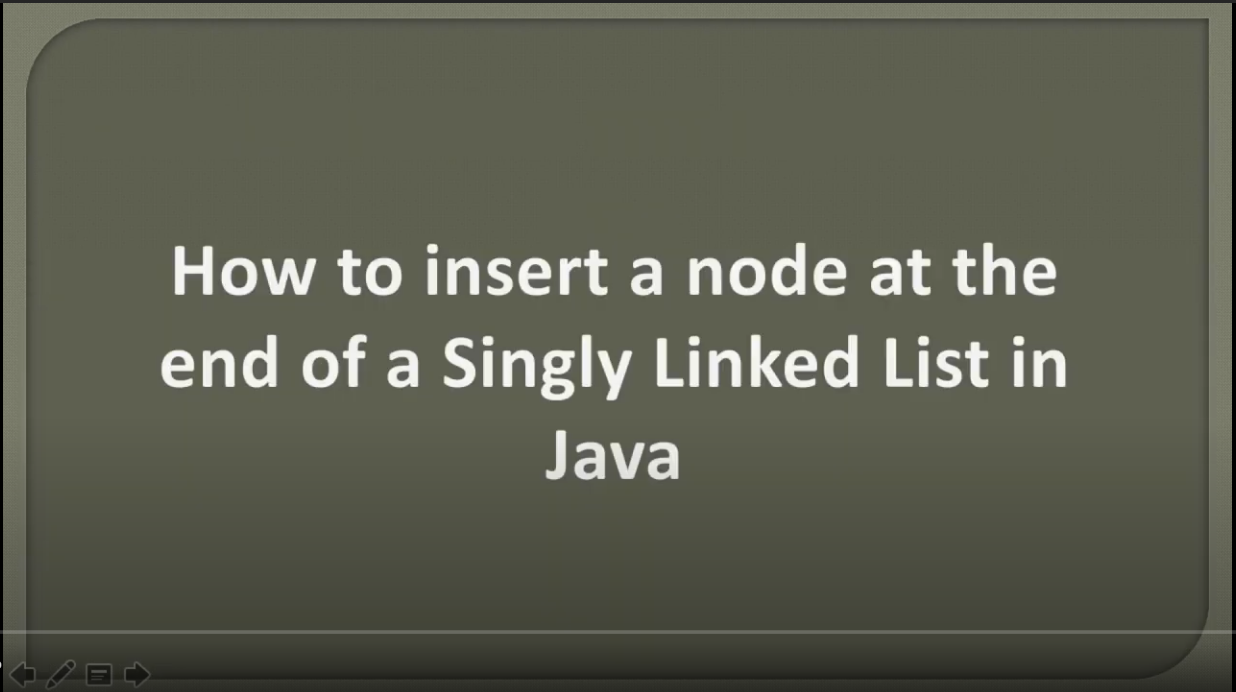 How to insert a node at the
end of a Singly Linked List in
Java